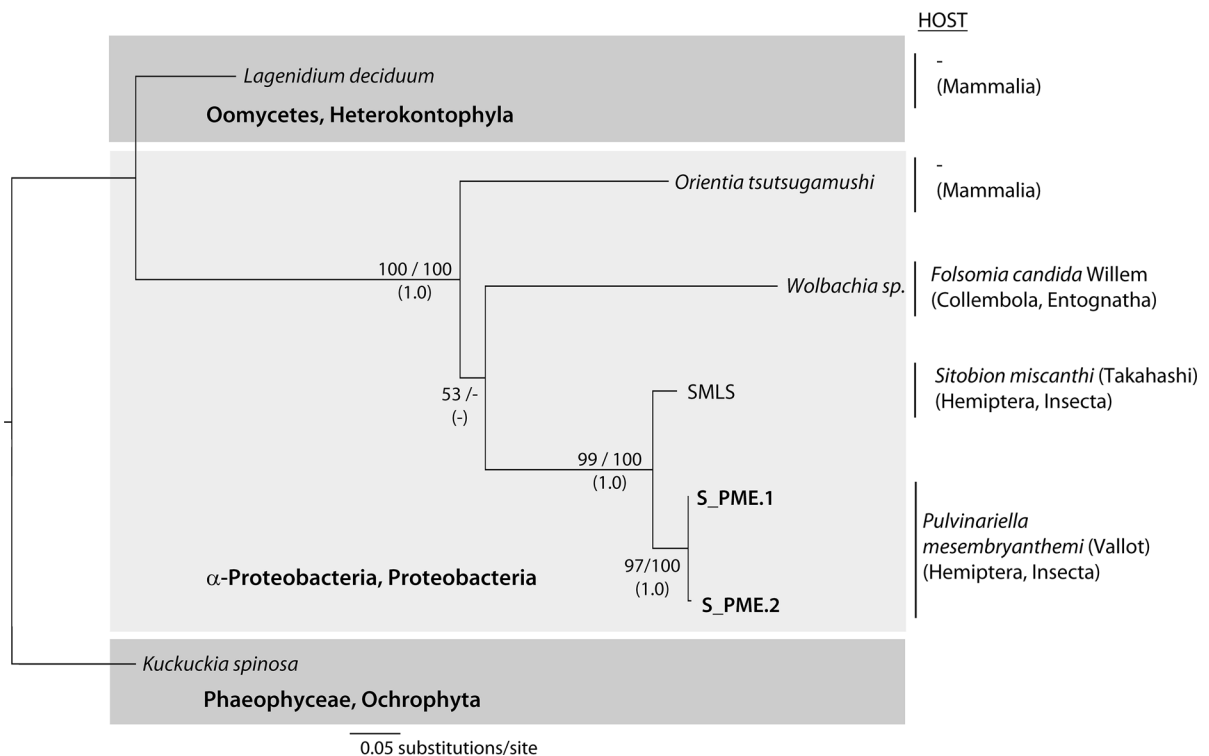 HOST
Lagenidium deciduum
-
(Mammalia)
Oomycetes, Heterokontophyla
Orientia tsutsugamushi
-
(Mammalia)
100 / 100
(1.0)
Wolbachia sp.
Folsomia candida Willem
(Collembola, Entognatha)
53 /-
(-)
SMLS
Sitobion miscanthi (Takahashi)
(Hemiptera, Insecta)
99 / 100
(1.0)
S_PME.1
97/100
(1.0)
S_PME.2
Pulvinariella
mesembryanthemi (Vallot)
(Hemiptera, Insecta)
α-Proteobacteria, Proteobacteria
Kuckuckia spinosa
Phaeophyceae, Ochrophyta
0.05 substitutions/site